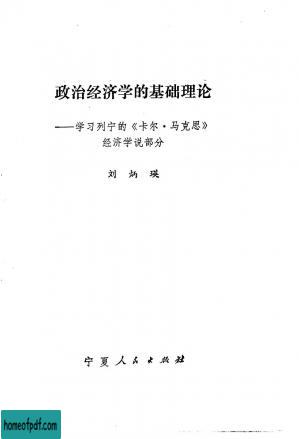 政治经济学的基础理论
——学习列宁的《卡尔·马克思》
经济学说部分
刘炳瑛
宁夏人民出版社
homeofpdf.com